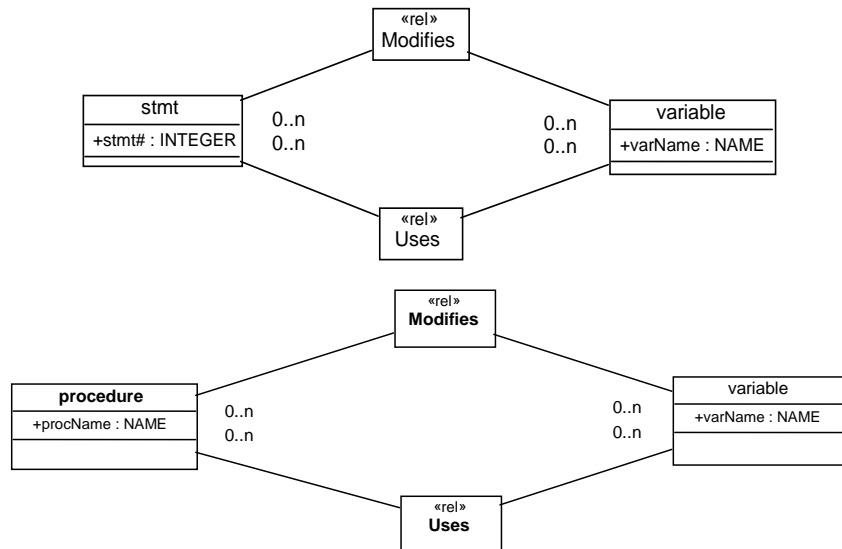 «rel»
Modifies
stmt
+stmt# : INTEGER
0..n
0..n
0..n
0..n
variable
+varName : NAME
«rel»
Uses
«rel»
Modifies
procedure
+procName : NAME
0..n
0..n
0..n
0..n
variable
+varName : NAME
«rel»
Uses